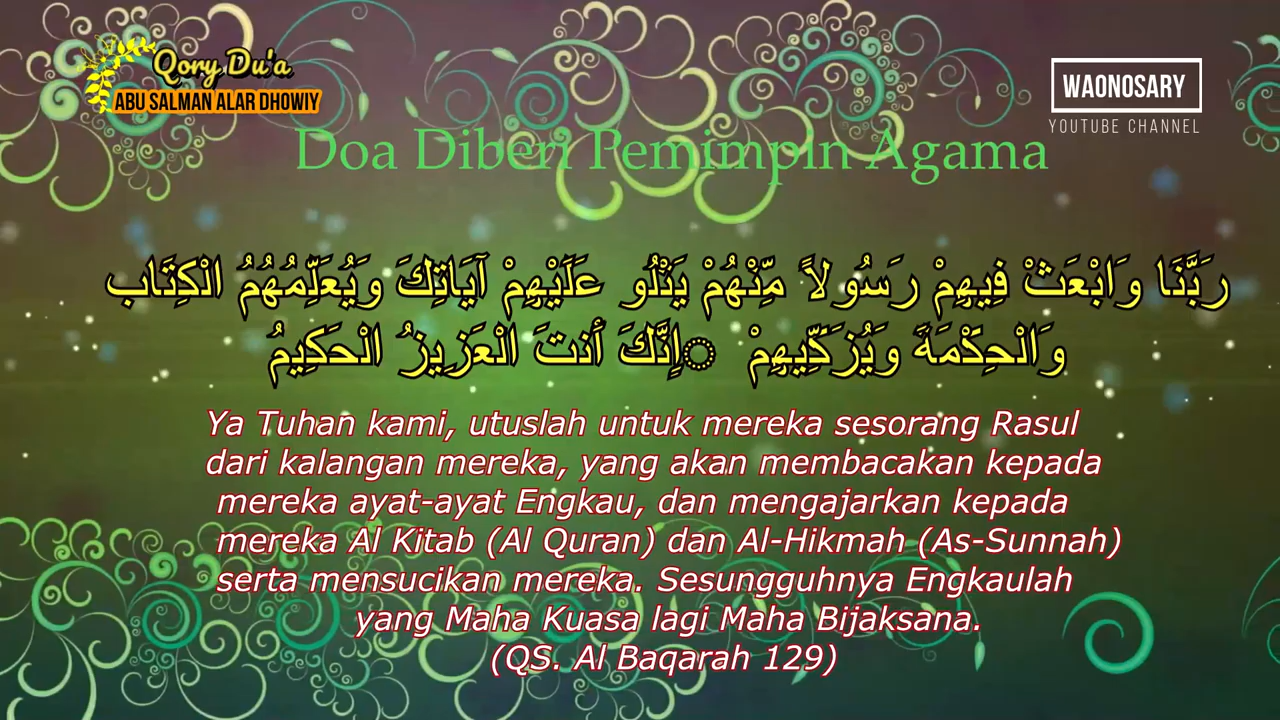 Qory Du'a
ABU SALMAN ALAR DHOWIY
WAONOSARY
YOUTUBE CHANNEL
Doa Diberi Pemimpin Agama
رَبَّنَا وَابْعَثْ فِيهِمْ رَسُولاً مِّنْهُمْ يَتْلُو عَلَيْهِمْ آيَاتِكَ وَيُعَلِّمُهُمُ الْكِتَاب
وَالْحِكْمَةَ وَيُزَكِّيهِمْ ۚ إِنَّكَ أَنتَ الْعَزِيزُ الْحَكِيمُ
Ya Tuhan kami, utuslah untuk mereka sesorang Rasul
dari kalangan mereka, yang akan membacakan kepada
mereka ayat-ayat Engkau, dan mengajarkan kepada
mereka Al Kitab (Al Quran) dan Al-Hikmah (As-Sunnah)
serta mensucikan mereka. Sesungguhnya Engkaulah
yang Maha Kuasa lagi Maha Bijaksana.
(QS. Al Baqarah 129)